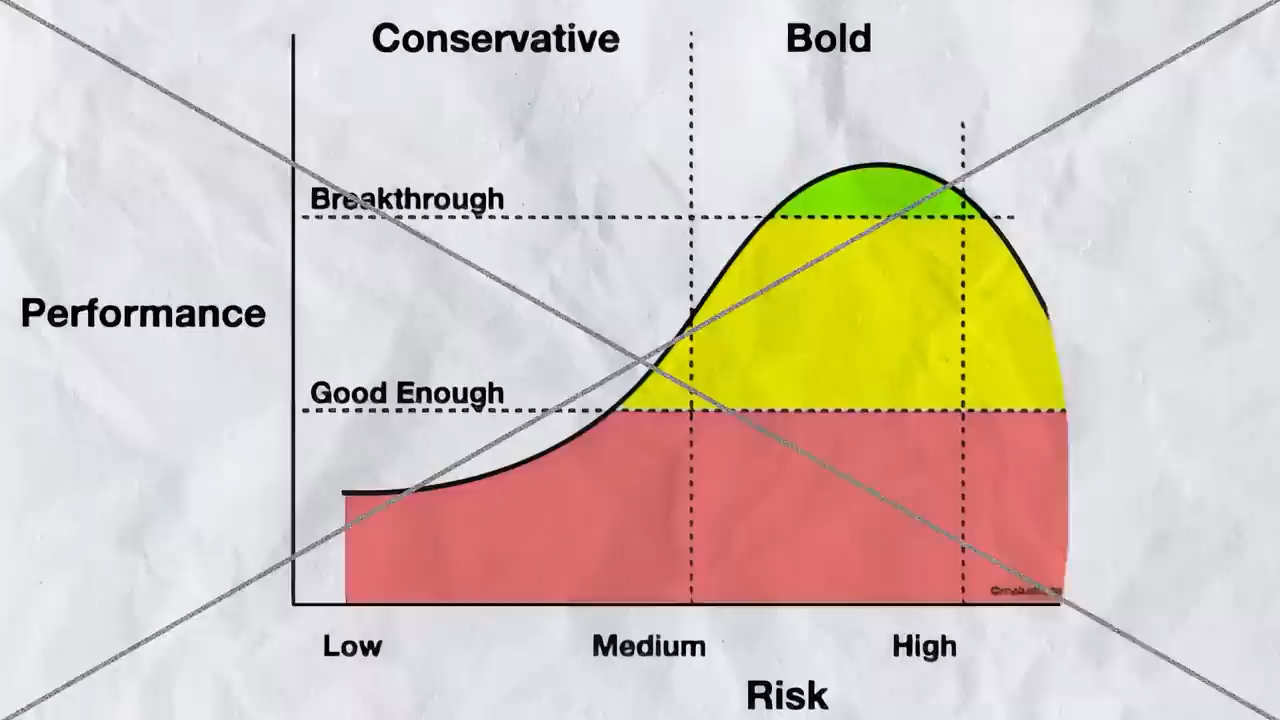 Conservative
Bold
Breakthrough
Performance
Good Enough
Low
Medium
High
Risk